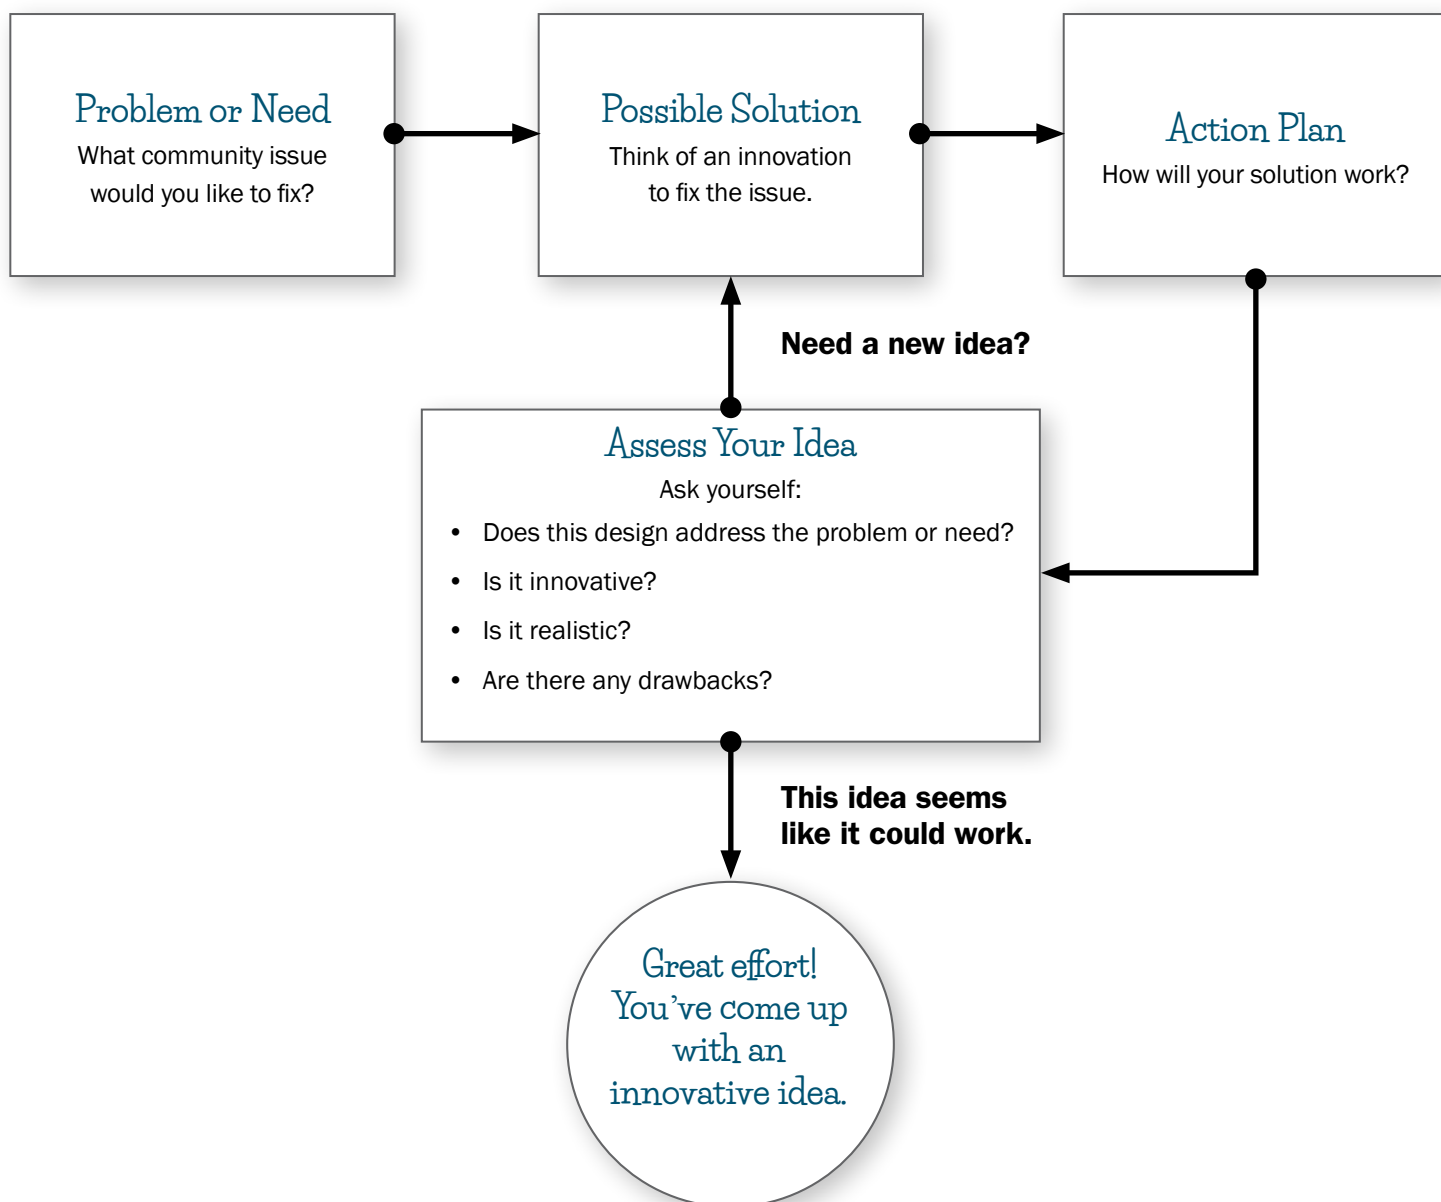 Problem or Need
What community issue
would you like to fix?
Possible Solution
Think of an innovation
to fix the issue.
Action Plan
How will your solution work?
Need a new idea?
Assess Your Idea
Ask yourself:
• Does this design address the problem or need?
• Is it innovative?
• Is it realistic?
• Are there any drawbacks?
This idea seems
like it could work.
Great effort!
You’ve come up
with an
innovative idea.